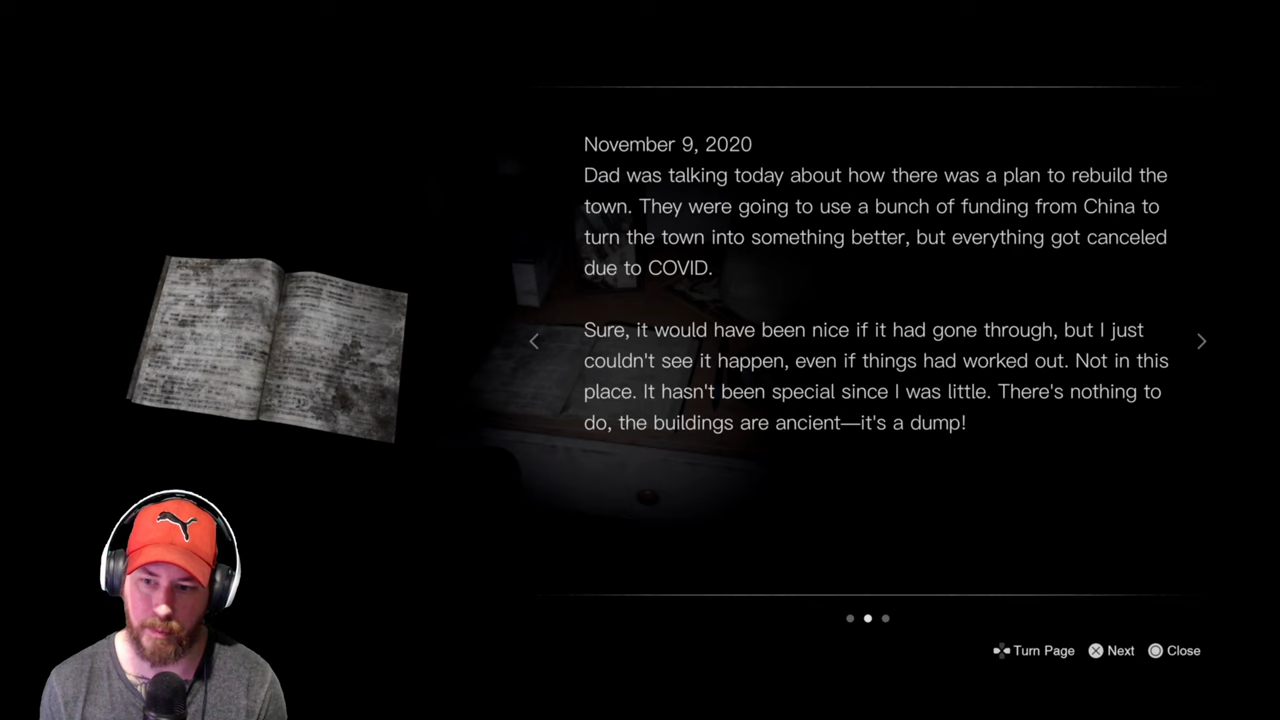 November 9, 2020
Dad was talking today about how there was a plan to rebuild the
town. They were going to use a bunch of funding from China to
turn the town into something better, but everything got canceled
due to COVID.
Sure, it would have been nice if it had gone through, but I just
couldn't see it happen, even if things had worked out. Not in this
place. It hasn't been special since I was little. There's nothing to
do, the buildings are ancient—it's a dump!
Turn Page Next Close